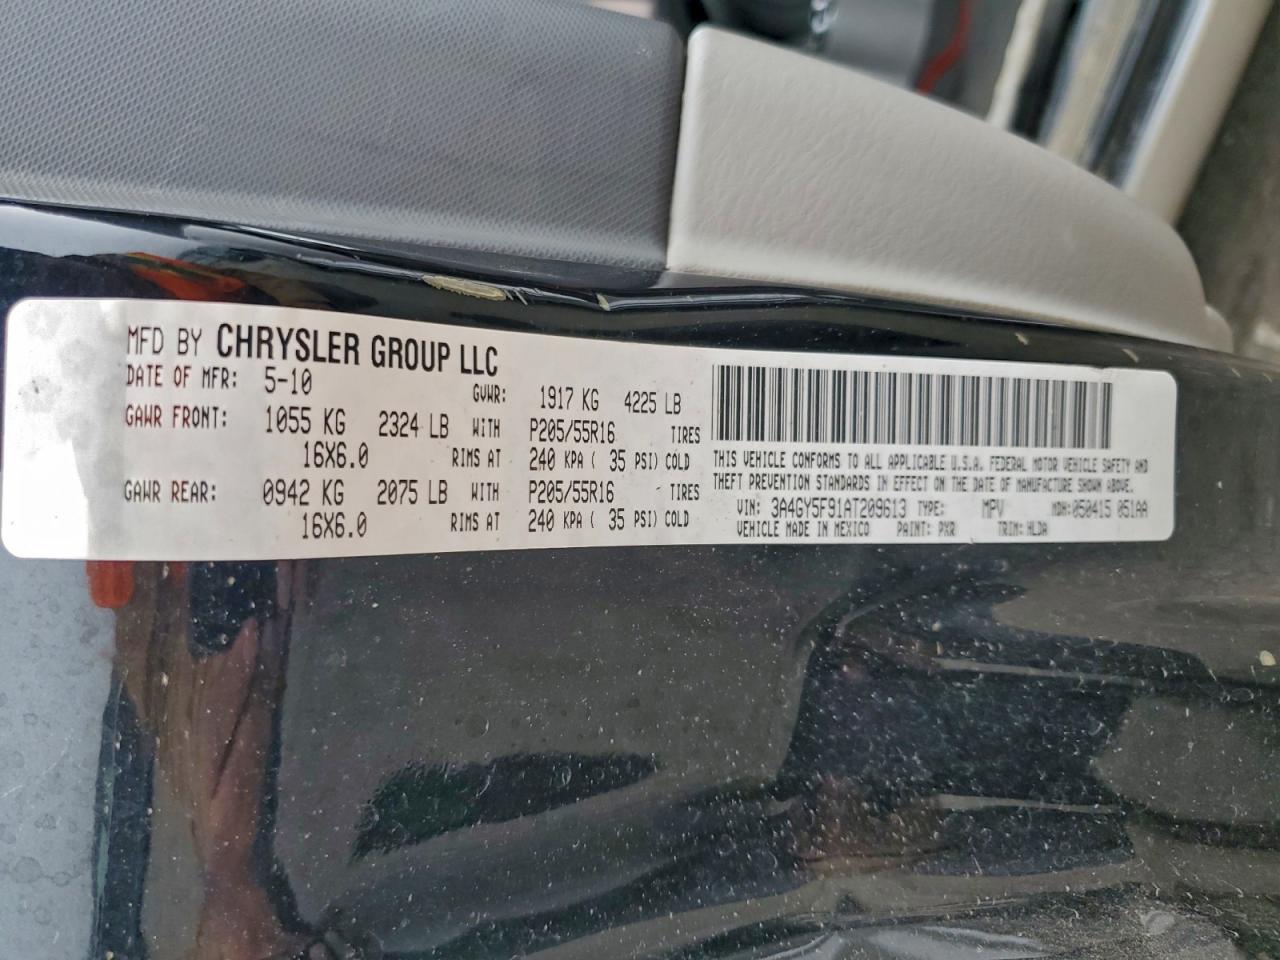 MFD BY CHRYSLER GROUP LLC
DATE OF MFR: 5-10 GVWR: 1917 KG 4225 LB
GAWR FRONT: 1055 KG 2324 LB WITH P205/55R16 TIRES
16X6.0 RIMS AT 240 KPA ( 35 PSI) COLD
GAWR REAR: 0942 KG 2075 LB WITH P205/55R16 TIRES
16X6.0 RIMS AT 240 KPA ( 35 PSI) COLD
THIS VEHICLE CONFORMS TO ALL APPLICABLE U.S.A. FEDERAL MOTOR VEHICLE SAFETY AND
THEFT PREVENTION STANDARDS IN EFFECT ON THE DATE OF MANUFACTURE SHOWN ABOVE.
VIN: 3A4GY5F91AT209613 TYPE: MPV MDH: 050415 051AA
VEHICLE MADE IN MEXICO PAINT: PXR TRIM: HLDA